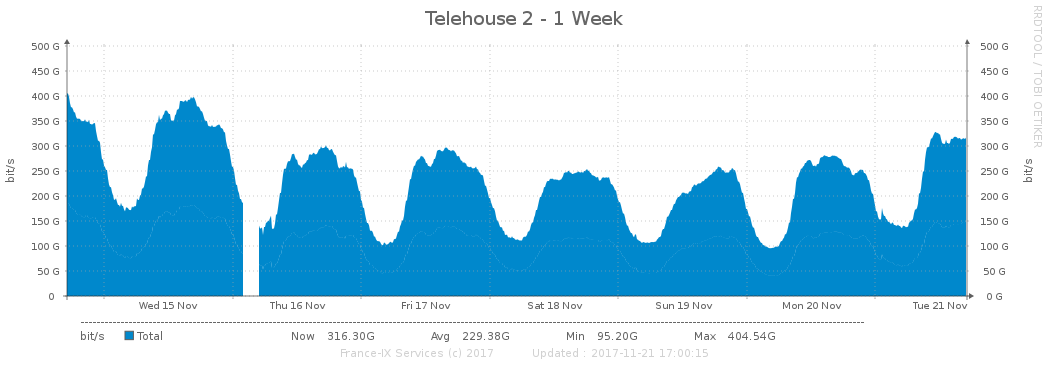 Telehouse 2 - 1 Week
RRDTOOL / TOBI OETIKER
500 G 500 G
450 G 450 G
400 G 400 G
350 G 350 G
300 G 300 G
250 G 250 G
200 G 200 G
150 G 150 G
100 G 100 G
50 G 50 G
0 0 G
bit/s bit/s
Wed 15 Nov Thu 16 Nov Fri 17 Nov Sat 18 Nov Sun 19 Nov Mon 20 Nov Tue 21 Nov
bit/s Total Now 316.30G Avg 229.38G Min 95.20G Max 404.54G
France-IX Services (c) 2017 Updated : 2017-11-21 17:00:15